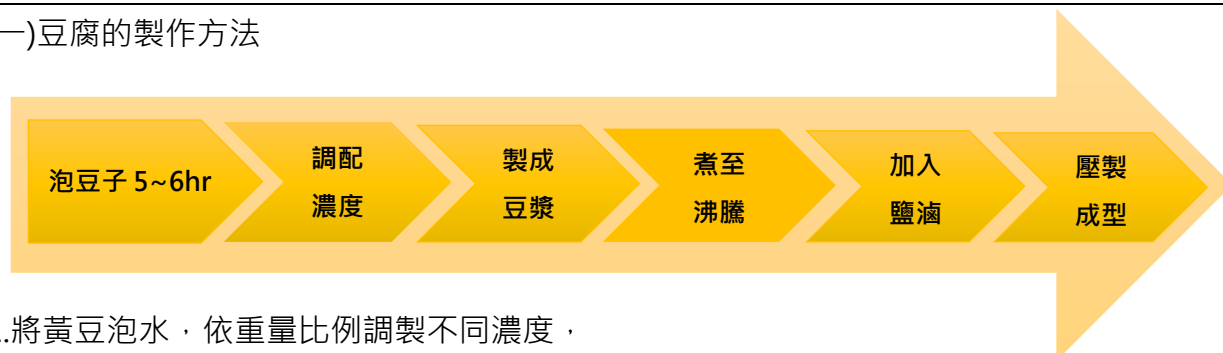 一)豆腐的製作方法
泡豆子 5~6hr
調配
濃度
製成
豆漿
煮至
沸騰
加入
鹽滷
壓製
成型
.將黃豆泡水，依重量比例調製不同濃度，